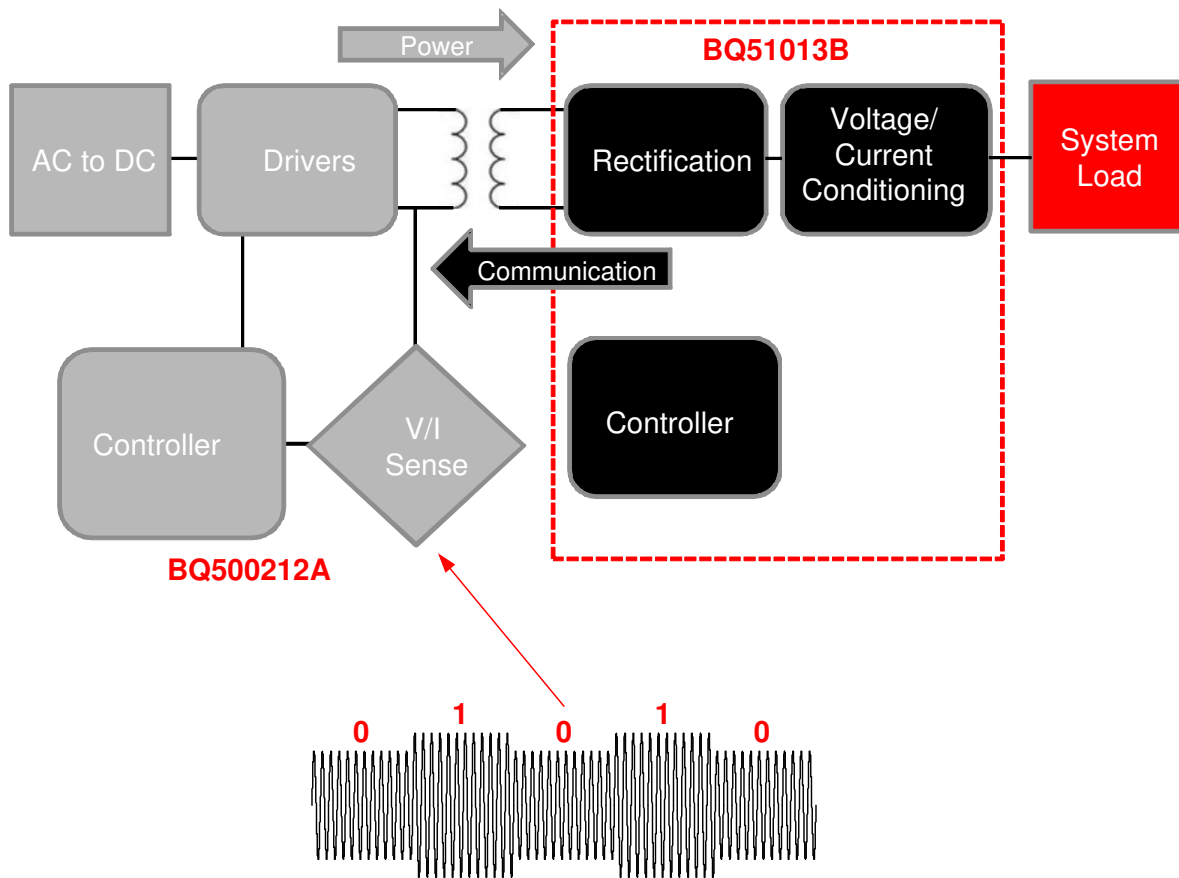 Power
BQ51013B
AC to DC
Drivers
Rectification
Voltage/
Current
Conditioning
System
Load
Communication
Controller
V/I
Sense
Controller
BQ500212A
0
1
0
1
0